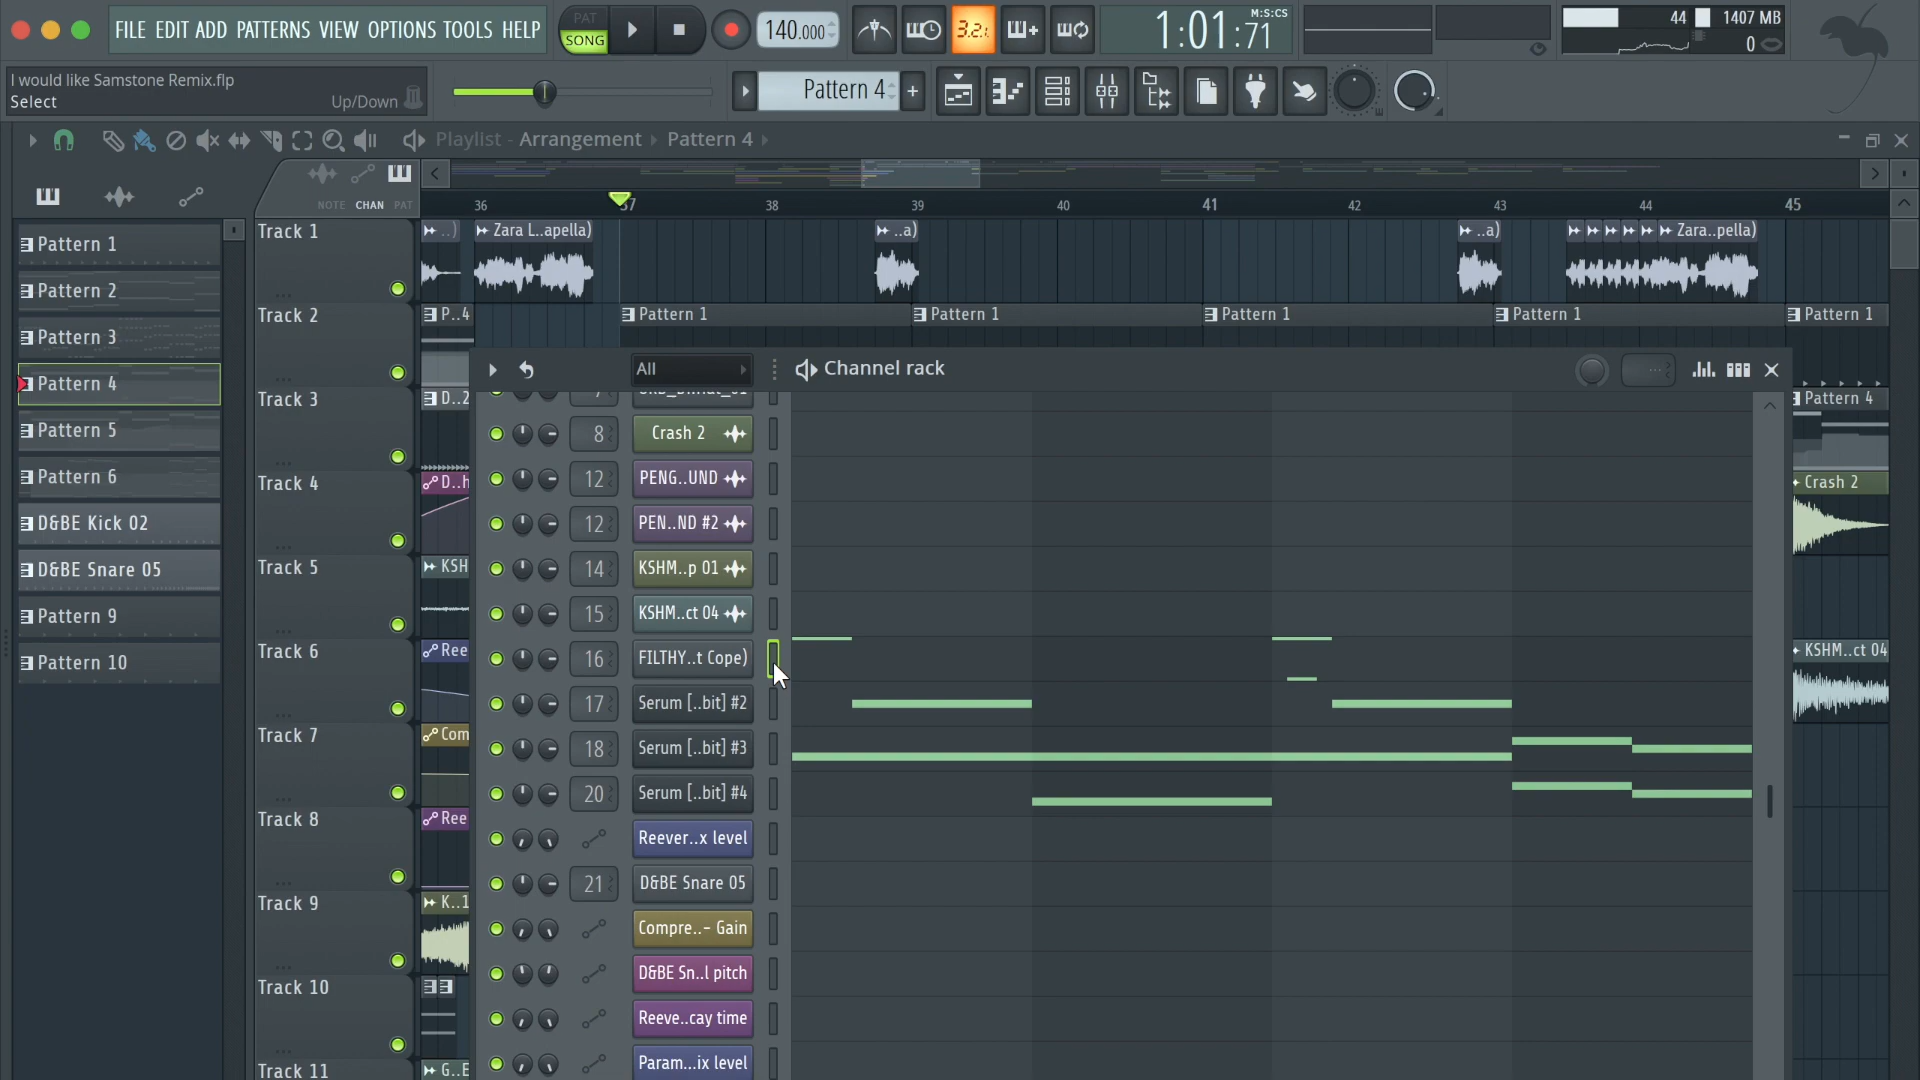 FILE EDIT ADD PATTERNS VIEW OPTIONS TOOLS HELP
PAT
SONG
140.000
3.2.
1:01:71
M:S:CS
44
1407 MB
0
I would like Samstone Remix.flp
Select
Up/Down
Pattern 4
Playlist - Arrangement Pattern 4
NOTE CHAN PAT
36 37 38 39 40 41 42 43 44 45
Pattern 1
Pattern 2
Pattern 3
Pattern 4
Pattern 5
Pattern 6
D&BE Kick 02
D&BE Snare 05
Pattern 9
Pattern 10
Track 1
..)
Zara L..apella)
..a)
..a)
Zara..pella)
Track 2
P..4
Pattern 1
Pattern 1
Pattern 1
Pattern 1
Pattern 1
Track 3
D..2
Pattern 4
Track 4
D..h
Crash 2
Track 5
KSH
Track 6
Ree
KSHM..ct 04
Track 7
Com
Track 8
Ree
Track 9
K..1
Track 10
Track 11
G..E
All
Channel rack
8 Crash 2
12 PENG..UND
12 PEN..ND #2
14 KSHM..p 01
15 KSHM..ct 04
16 FILTHY..t Cope)
17 Serum [..bit] #2
18 Serum [..bit] #3
20 Serum [..bit] #4
Reever..x level
21 D&BE Snare 05
Compre..- Gain
D&BE Sn..l pitch
Reeve..cay time
Param...ix level